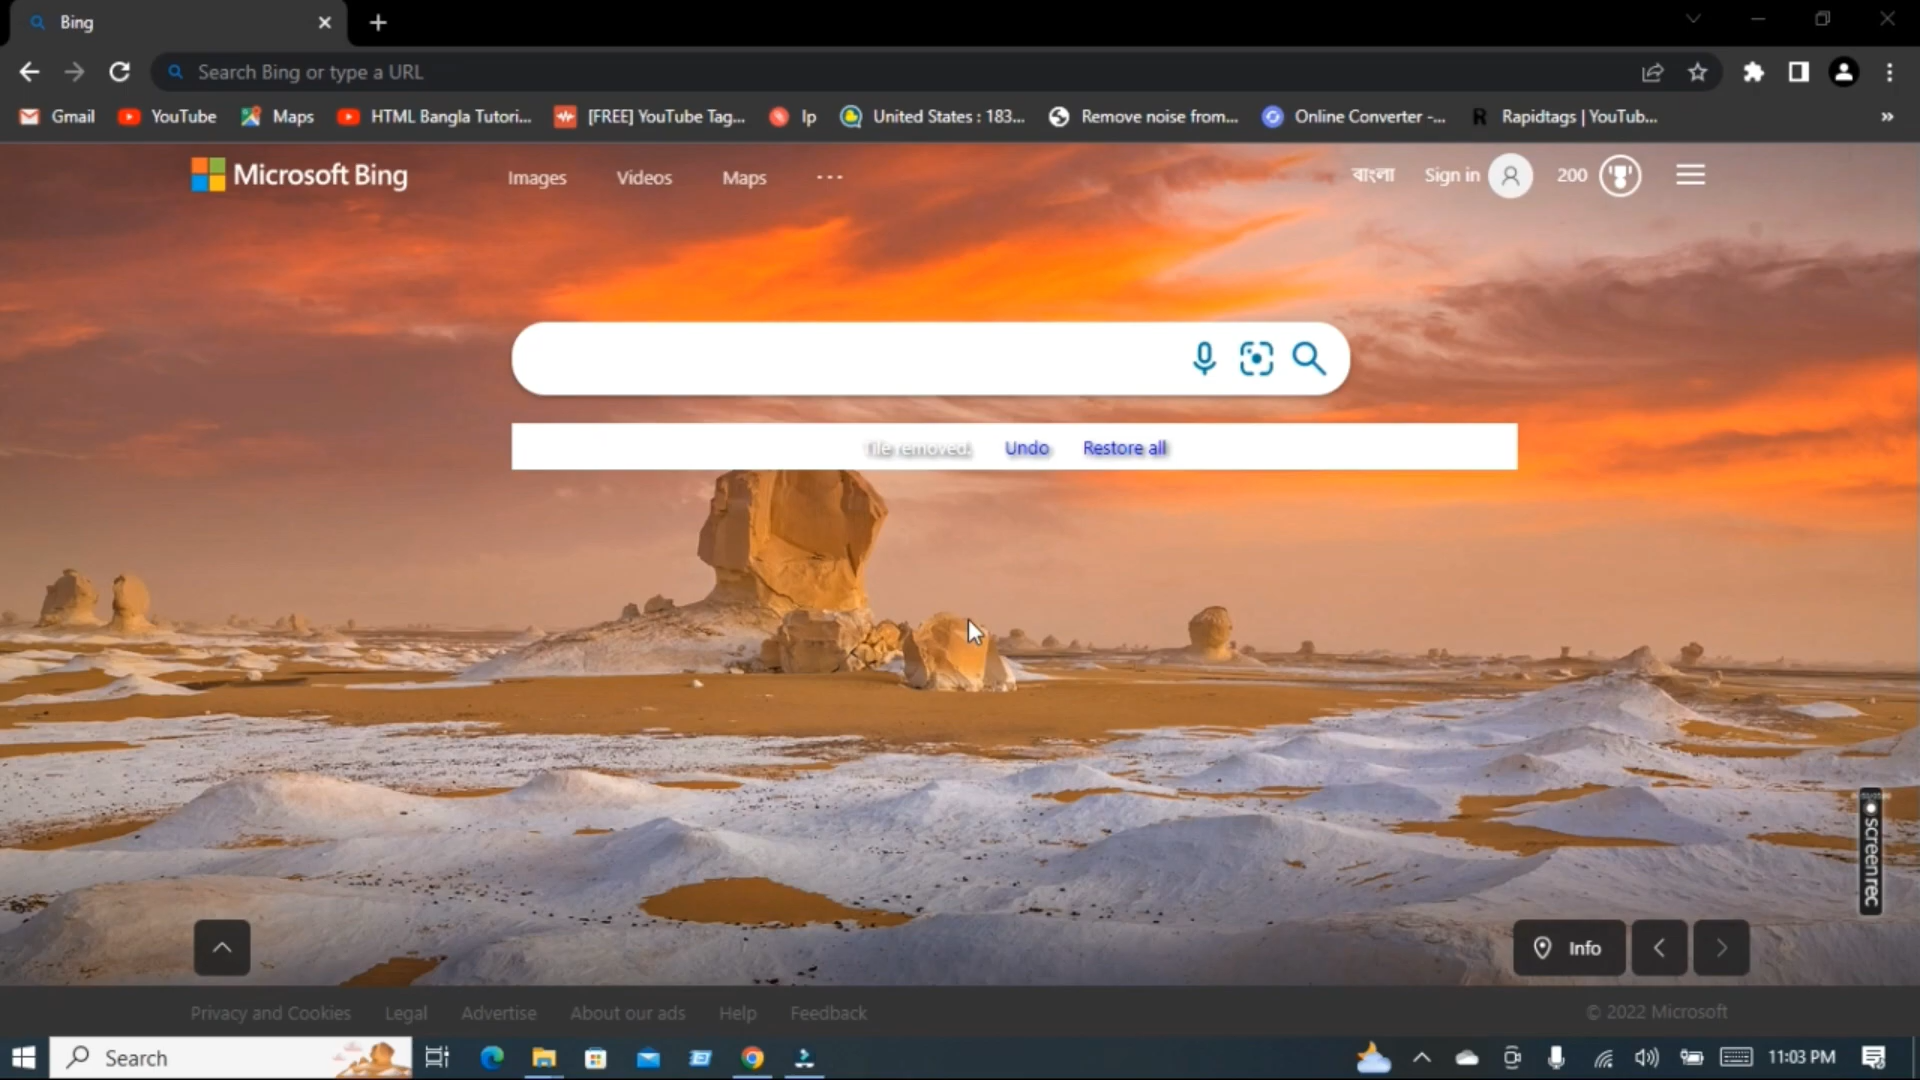 Bing
Search Bing or type a URL
Gmail YouTube Maps HTML Bangla Tutori... [FREE] YouTube Tag... Ip United States : 183... Remove noise from... Online Converter -... Rapidtags | YouTub...
Microsoft Bing Images Videos Maps বাংলা Sign in 200
Tile removed. Undo Restore all
screenrec
Info
Privacy and Cookies Legal Advertise About our ads Help Feedback © 2022 Microsoft
Search 11:03 PM